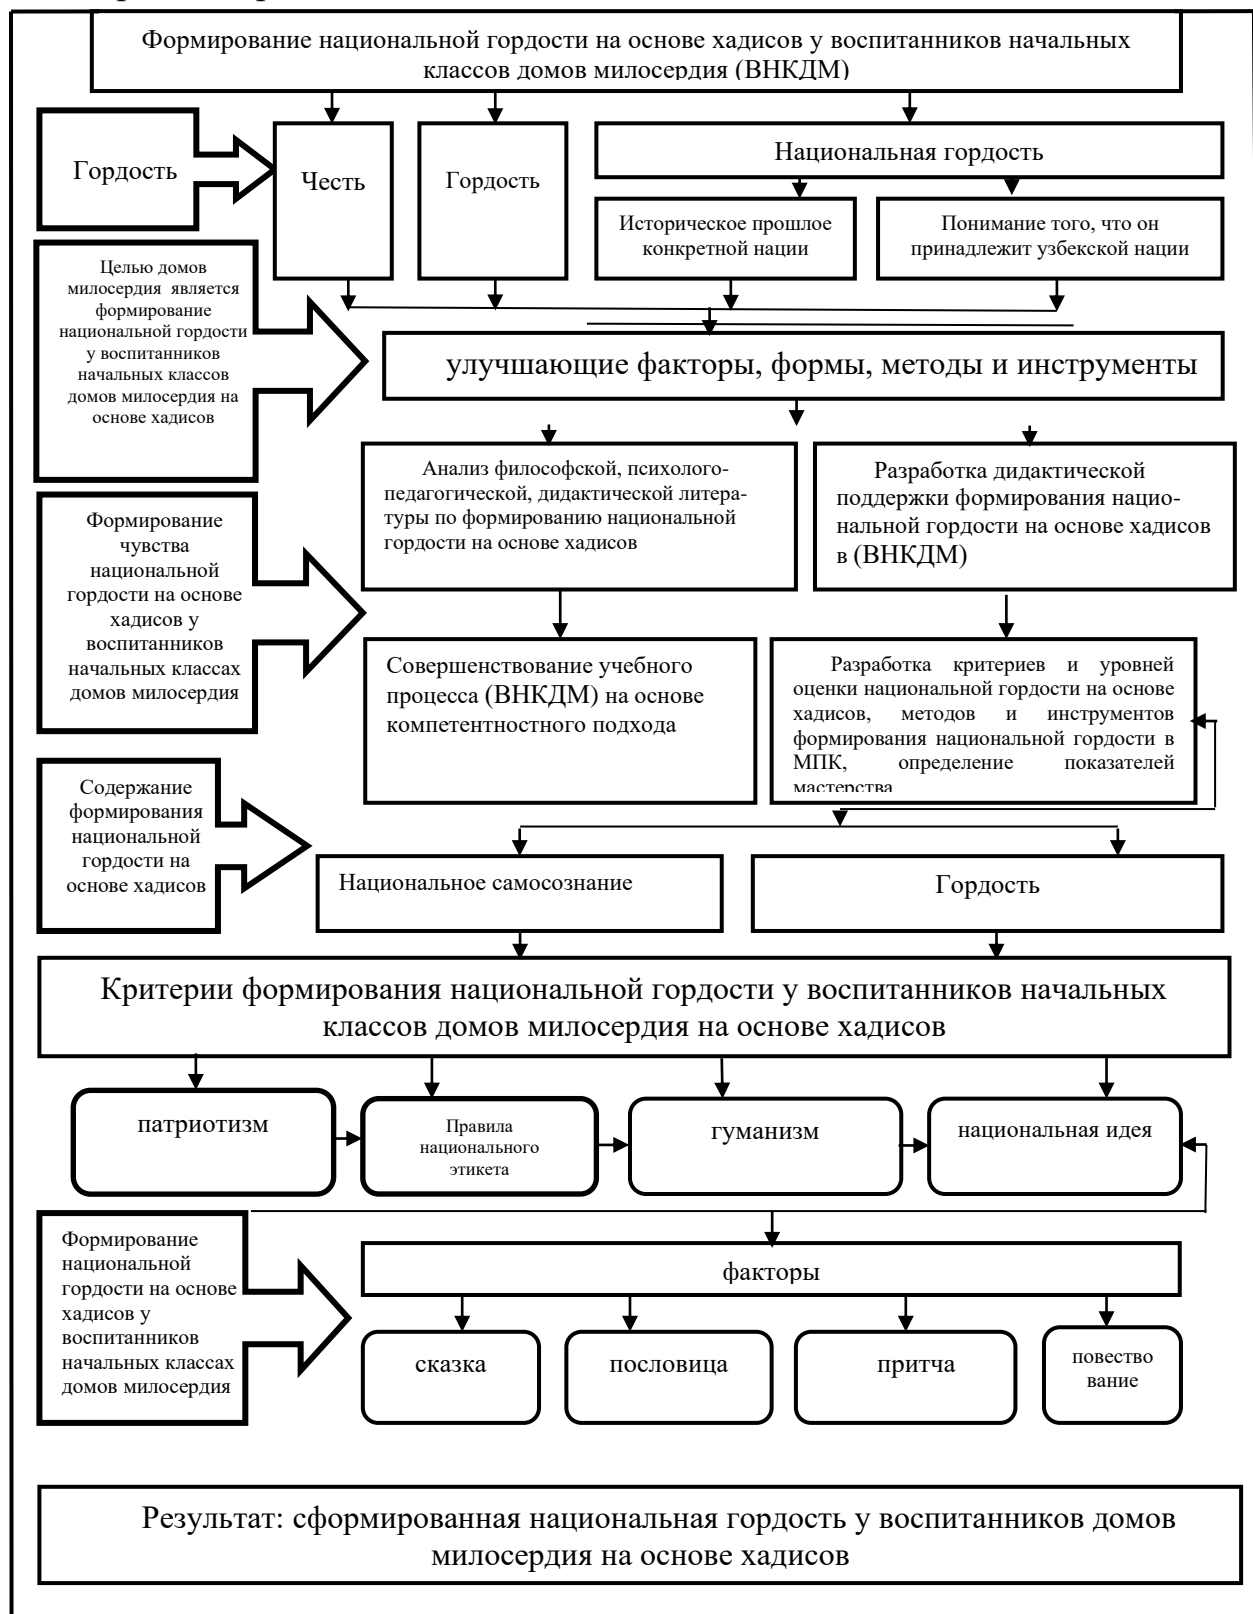 Формирование национальной гордости на основе хадисов у воспитанников начальных
классов домов милосердия (ВНКДМ)
Гордость
Честь
Гордость
Национальная гордость
Историческое прошлое
конкретной нации
Понимание того, что он
принадлежит узбекской нации
Целью домов
милосердия является
формирование
национальной гордости
у воспитанников
начальных классов
домов милосердия на
основе хадисов
улучшающие факторы, формы, методы и инструменты
Анализ философской, психолого-
педагогической, дидактической литера-
туры по формированию национальной
гордости на основе хадисов
Разработка дидактической
поддержки формирования нацио-
нальной гордости на основе хадисов
в (ВНКДМ)
Формирование
чувства
национальной
гордости на основе
хадисов у
воспитанников
начальных классах
домов милосердия
Совершенствование учебного
процесса (ВНКДМ) на основе
компетентностного подхода
Разработка критериев и уровней
оценки национальной гордости на основе
хадисов, методов и инструментов
формирования национальной гордости в
МПК, определение показателей
мастерства
Содержание
формирования
национальной
гордости на
основе хадисов
Национальное самосознание
Гордость
Критерии формирования национальной гордости у воспитанников начальных
классов домов милосердия на основе хадисов
патриотизм
Правила
национального
этикета
гуманизм
национальная идея
Формирование
национальной
гордости на основе
хадисов у
воспитанников
начальных классах
домов милосердия
факторы
сказка
пословица
притча
повество
вание
Результат: сформированная национальная гордость у воспитанников домов
милосердия на основе хадисов